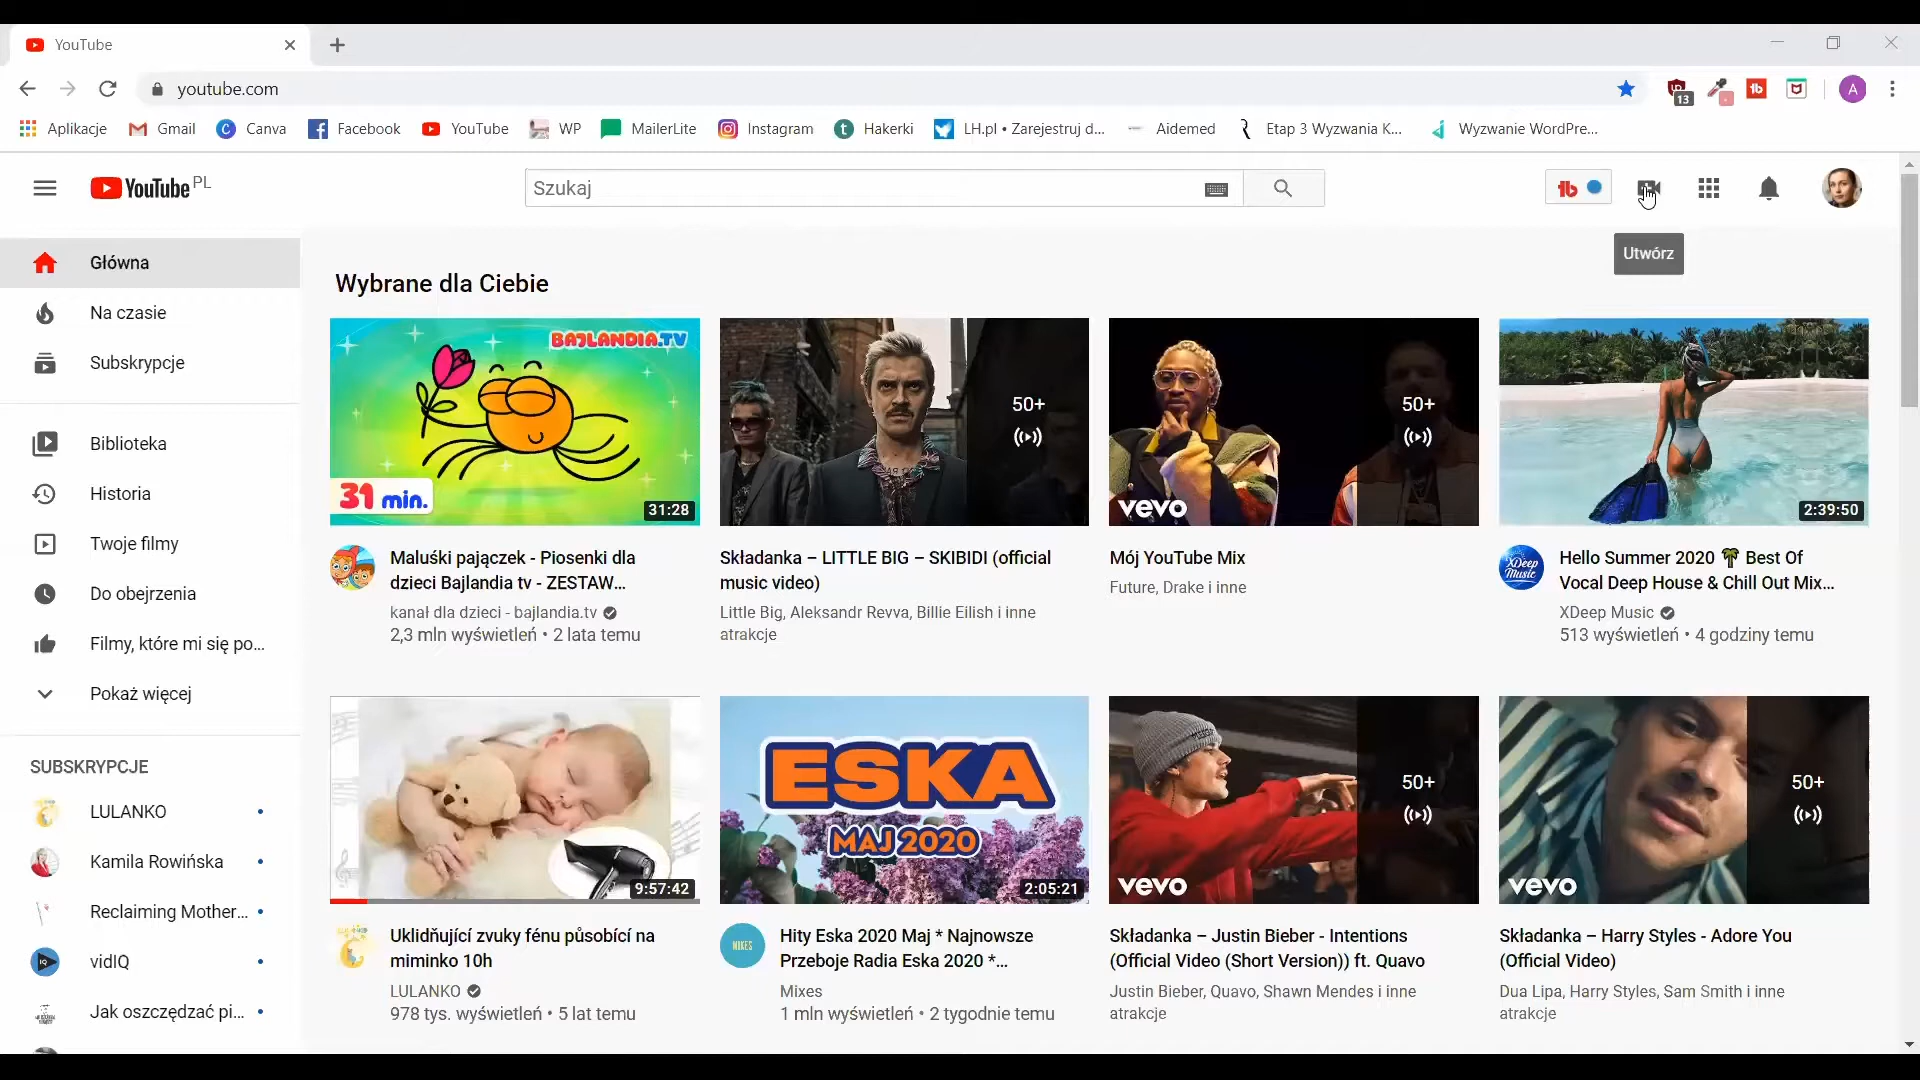 YouTube
youtube.com
13
A
Aplikacje
Gmail
Canva
Facebook
YouTube
WP
MailerLite
Instagram
Hakerki
LH.pl • Zarejestruj d...
Aidemed
Etap 3 Wyzwania K...
Wyzwanie WordPre...
YouTube PL
Szukaj
Utwórz
Główna
Na czasie
Subskrypcje
Biblioteka
Historia
Twoje filmy
Do obejrzenia
Filmy, które mi się po...
Pokaż więcej
SUBSKRYPCJE
LULANKO
Kamila Rowińska
Reclaiming Mother...
vidIQ
Jak oszczędzać pi...
Wybrane dla Ciebie
BAJLANDIA.TV
31 min.
31:28
Maluśki pajączek - Piosenki dla
dzieci Bajlandia tv - ZESTAW...
kanał dla dzieci - bajlandia.tv
2,3 mln wyświetleń • 2 lata temu
50+
Składanka – LITTLE BIG – SKIBIDI (official
music video)
Little Big, Aleksandr Revva, Billie Eilish i inne
atrakcje
50+
vevo
Mój YouTube Mix
Future, Drake i inne
2:39:50
XDeep
Music
Hello Summer 2020 🌴 Best Of
Vocal Deep House & Chill Out Mix...
XDeep Music
513 wyświetleń • 4 godziny temu
9:57:42
Uklidňující zvuky fénu působící na
miminko 10h
LULANKO
978 tys. wyświetleń • 5 lat temu
ESKA
MAJ 2020
2:05:21
MIXES
Hity Eska 2020 Maj * Najnowsze
Przeboje Radia Eska 2020 *...
Mixes
1 mln wyświetleń • 2 tygodnie temu
50+
vevo
Składanka – Justin Bieber - Intentions
(Official Video (Short Version)) ft. Quavo
Justin Bieber, Quavo, Shawn Mendes i inne
atrakcje
50+
vevo
Składanka – Harry Styles - Adore You
(Official Video)
Dua Lipa, Harry Styles, Sam Smith i inne
atrakcje